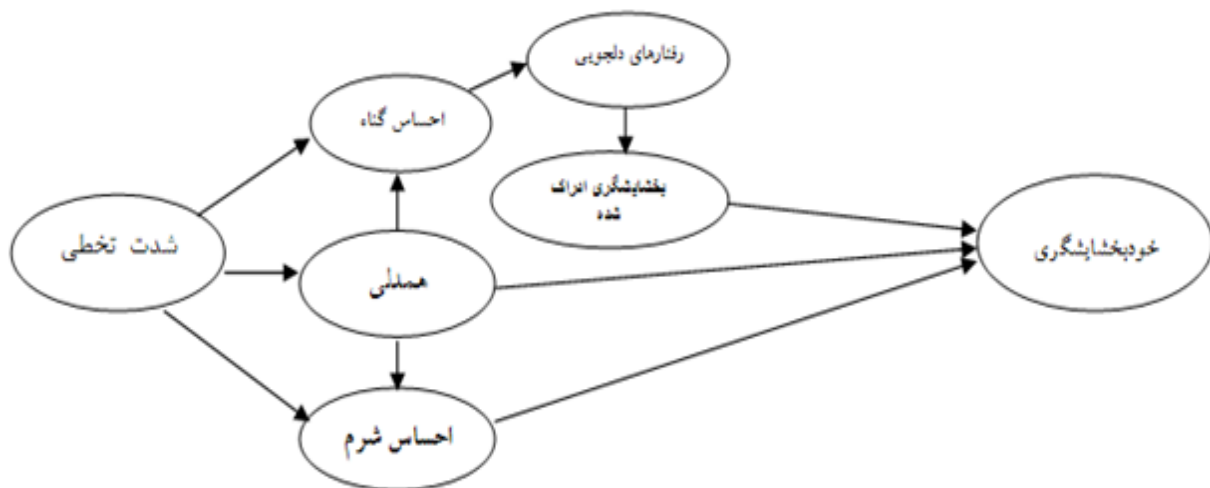 رفتارهای دلجویی
احساس گناه
بخشایشگری ادراک
شده
شدت تخطی
همدلی
خودبخشایشگری
احساس شرم